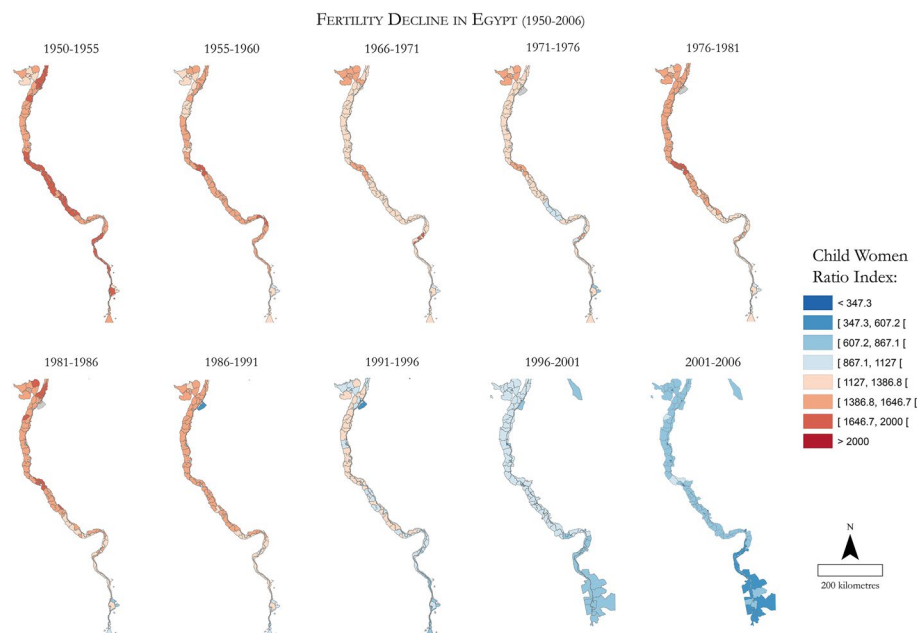 FERTILITY DECLINE IN EGYPT (1950-2006)
1950-1955
1955-1960
1966-1971
1971-1976
1976-1981
1981-1986
1986-1991
1991-1996
1996-2001
2001-2006
Child Women
Ratio Index:
< 347.3
[ 347.3, 607.2 [
[ 607.2, 867.1 [
[ 867.1, 1127 [
[ 1127, 1386.8 [
[ 1386.8, 1646.7 [
[ 1646.7, 2000 [
> 2000
N
200 kilometres